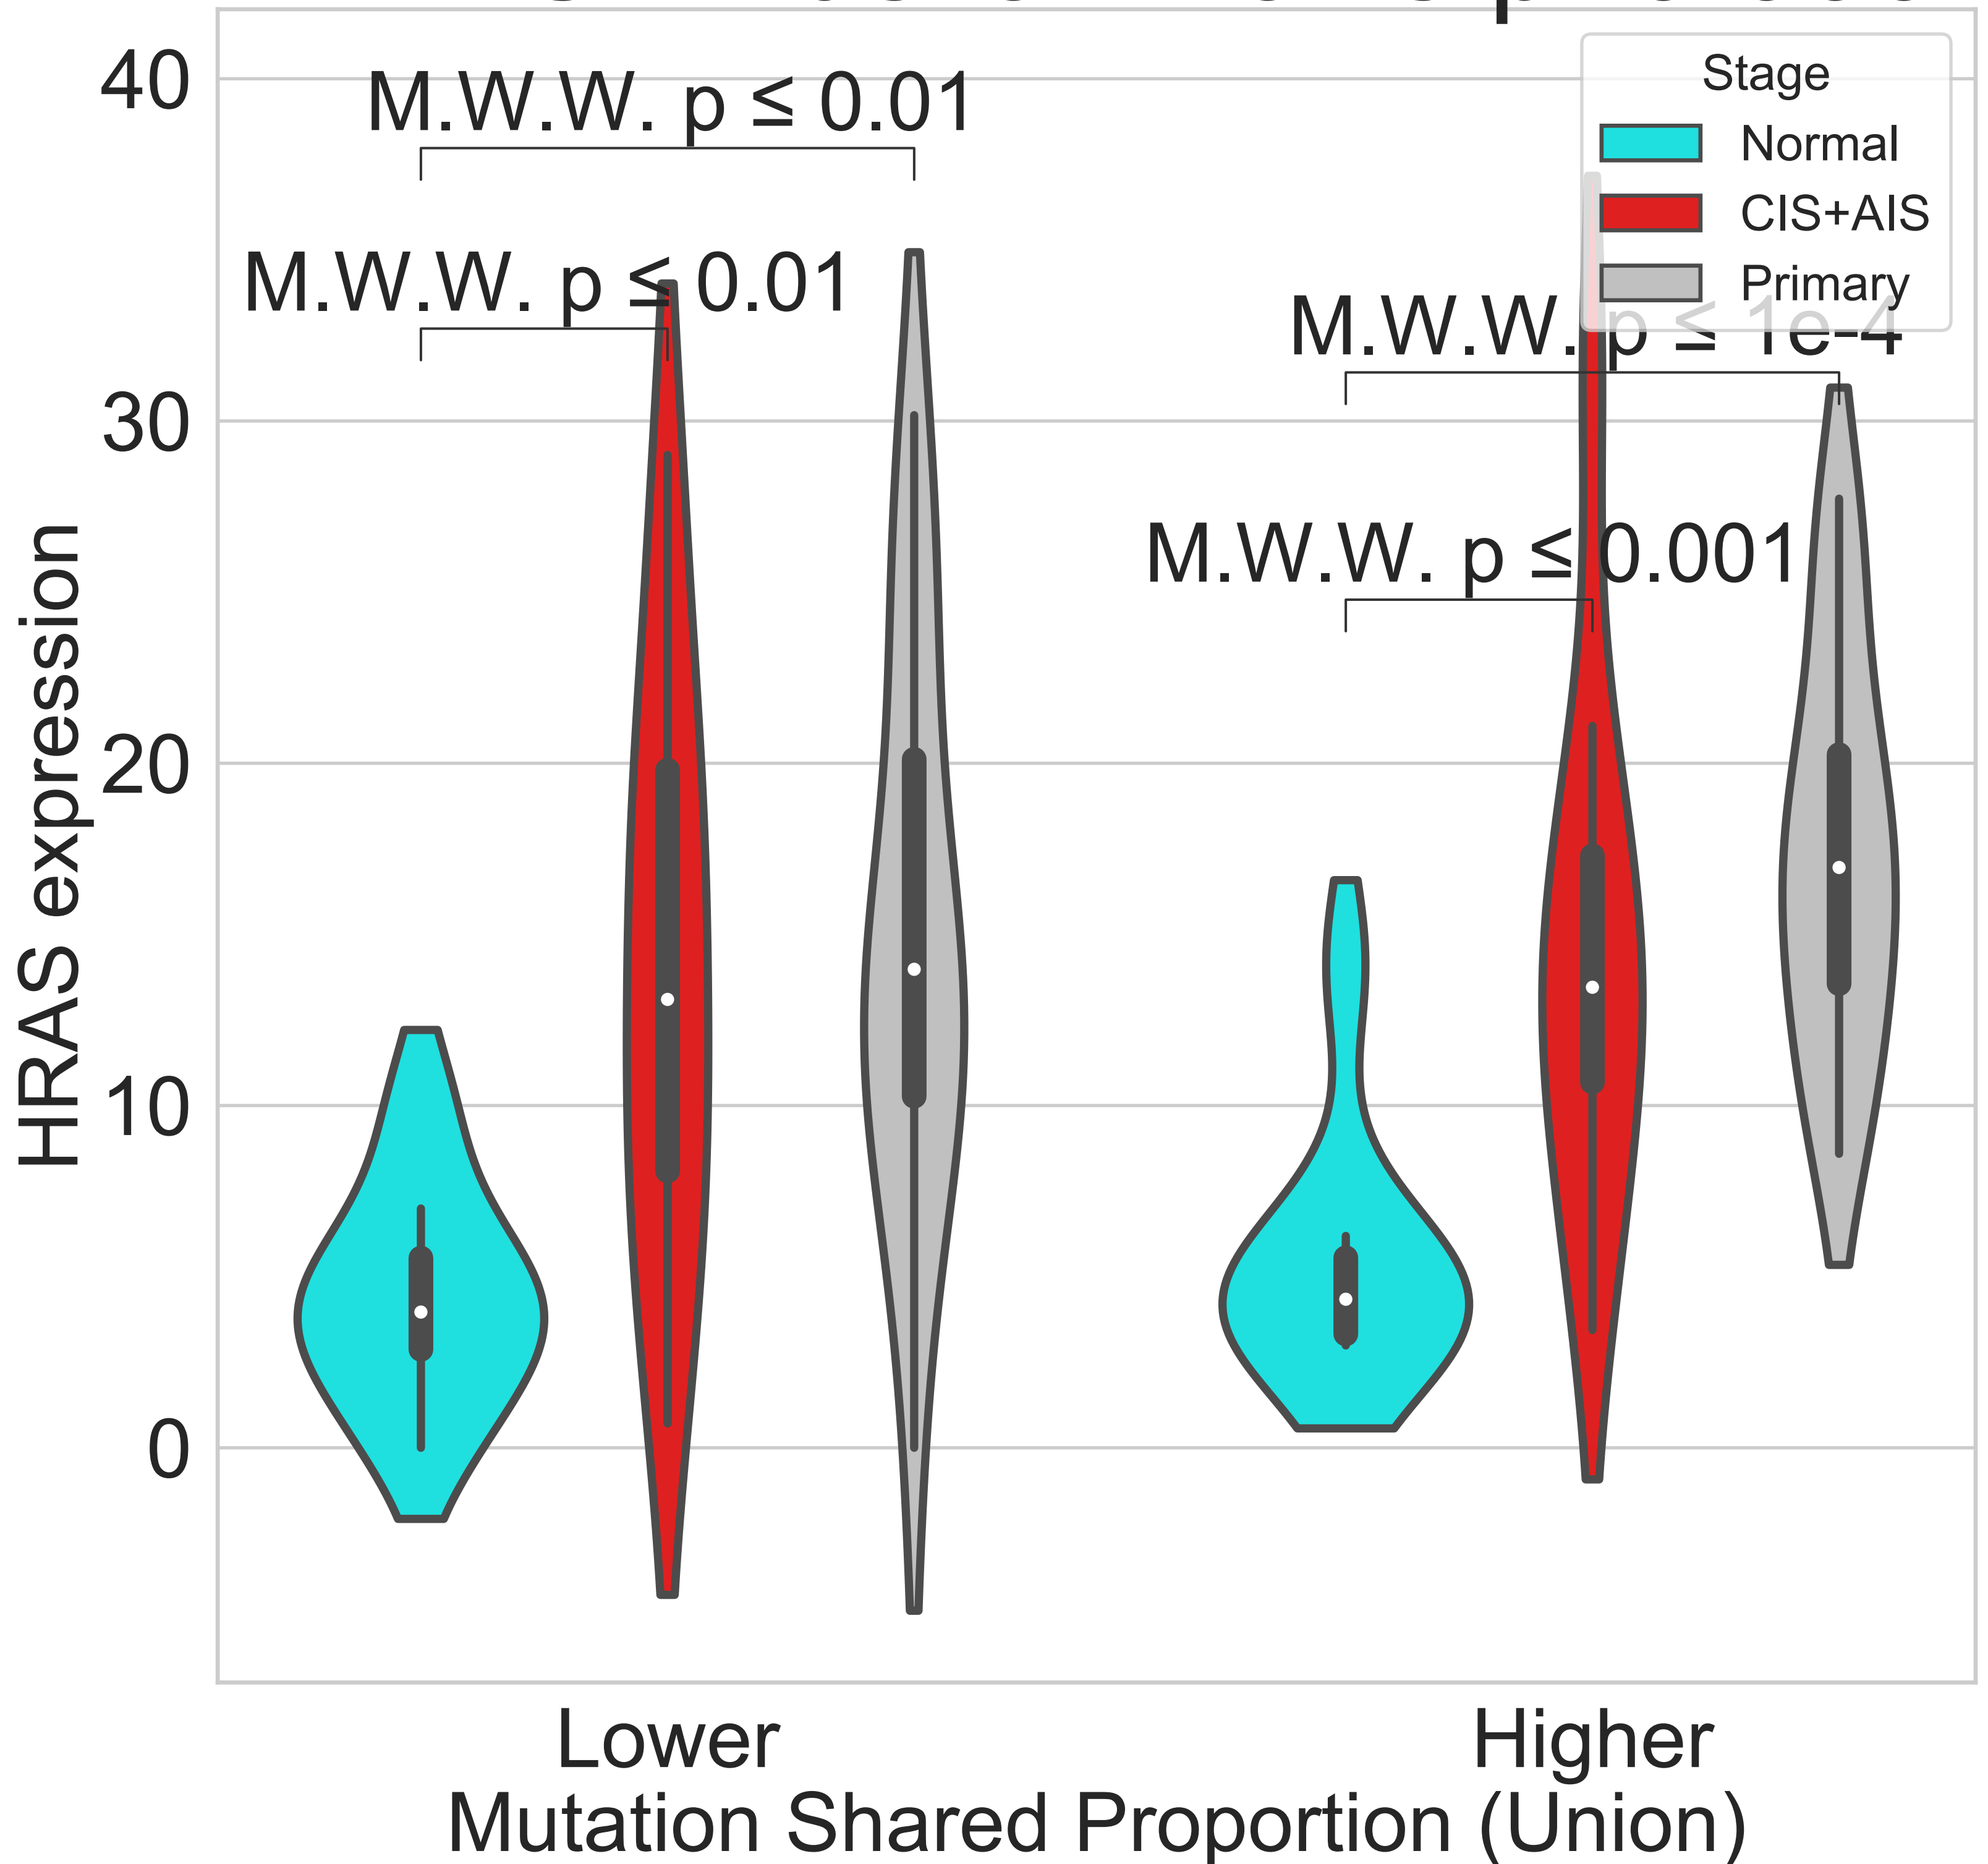 40
30
20
10
0
HRAS expression
M.W.W. p ≤ 0.01
M.W.W. p ≤ 0.01
M.W.W. p ≤ 1e-4
M.W.W. p ≤ 0.001
Stage
Normal
CIS+AIS
Primary
Lower
Higher
Mutation Shared Proportion (Union)